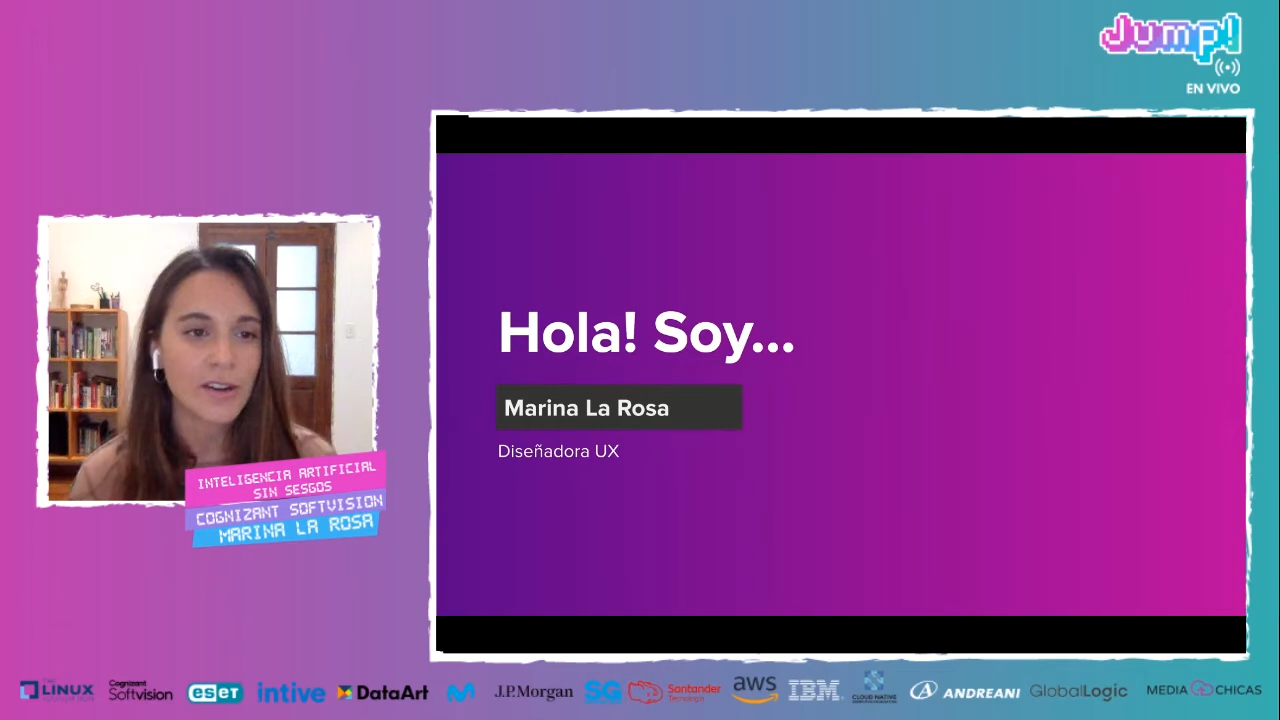 Jump!
EN VIVO
Hola! Soy...
Marina La Rosa
Diseñadora UX
INTELIGENCIA ARTIFICIAL
SIN SESGOS
COGNIZANT SOFTVISION
MARINA LA ROSA
LINUX
Cognizant
Softvision
eseT
intive
DataArt
J.P.Morgan
SG
Santander
Tecnología
aws
IBM
CLOUD NATIVE
ANDREANI
GlobalLogic
MEDIA CHICAS